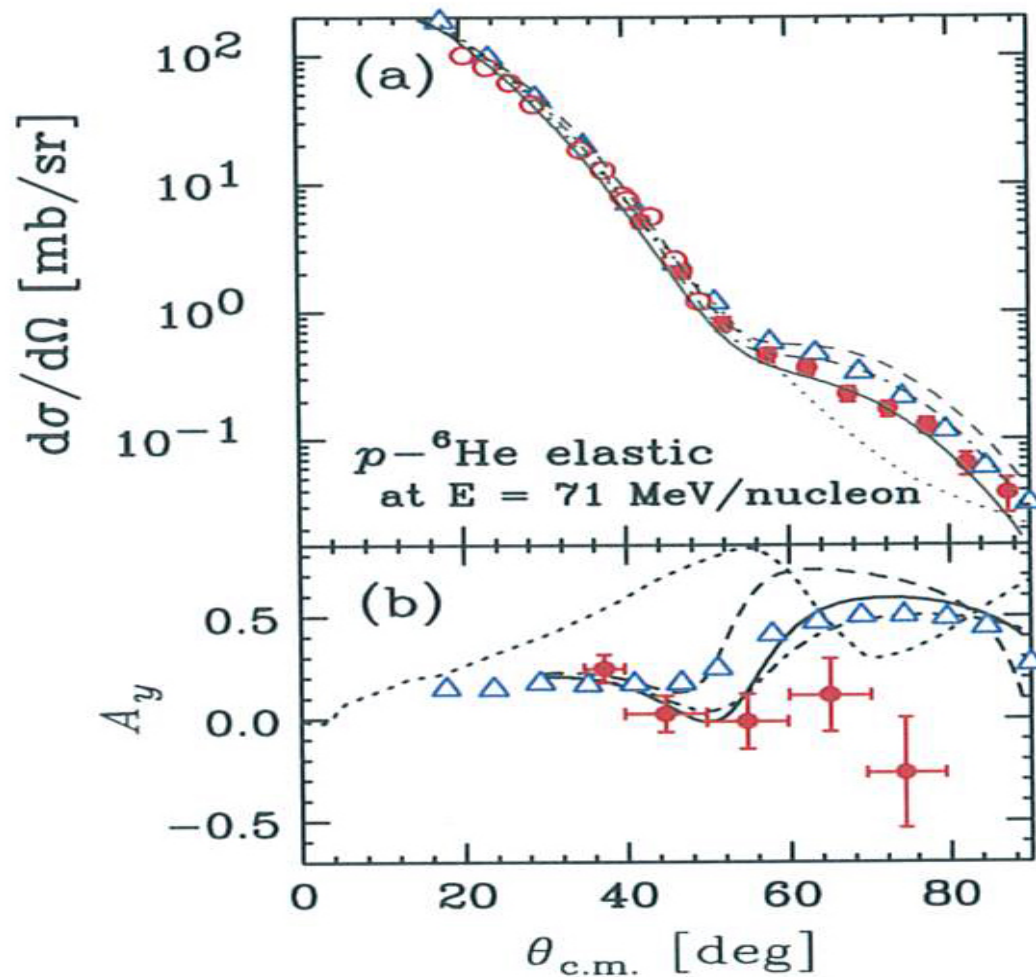 (a)
dσ/dΩ [mb/sr]
10²
10¹
10⁰
10⁻¹
p−⁶He elastic
at E = 71 MeV/nucleon
(b)
A_y
0.5
0.0
−0.5
0 20 40 60 80
θ_c.m. [deg]